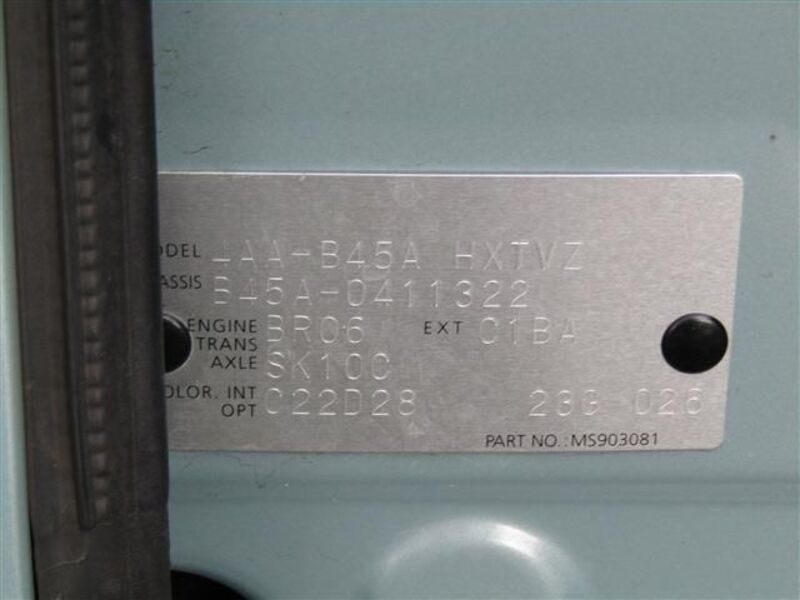 ODEL 4AA-B45A HXTVZ
ASSIS B45A-0411322
ENGINE BR06 EXT C1BA
TRANS
AXLE SK10C
OLOR. INT
OPT C22D28 23G 026
PART NO.: MS903081